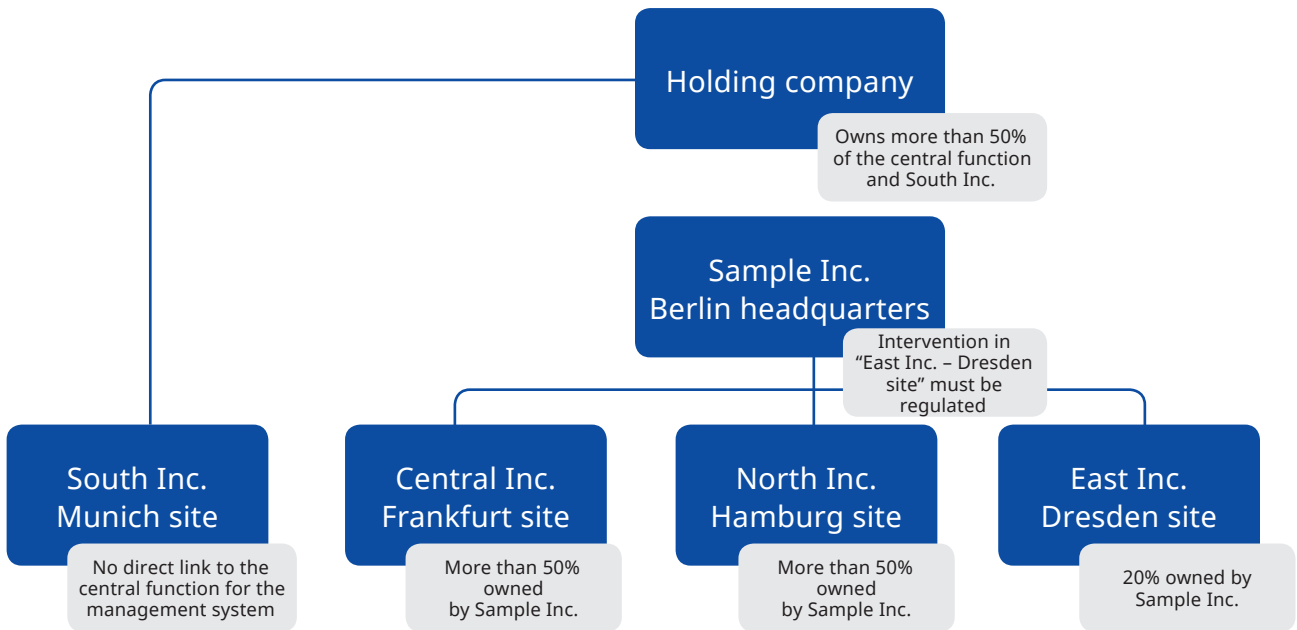 Holding company
Owns more than 50%
of the central function
and South Inc.
Sample Inc.
Berlin headquarters
Intervention in
“East Inc. – Dresden
site” must be
regulated
South Inc.
Munich site
No direct link to the
central function for the
management system
Central Inc.
Frankfurt site
More than 50%
owned
by Sample Inc.
North Inc.
Hamburg site
More than 50%
owned
by Sample Inc.
East Inc.
Dresden site
20% owned by
Sample Inc.